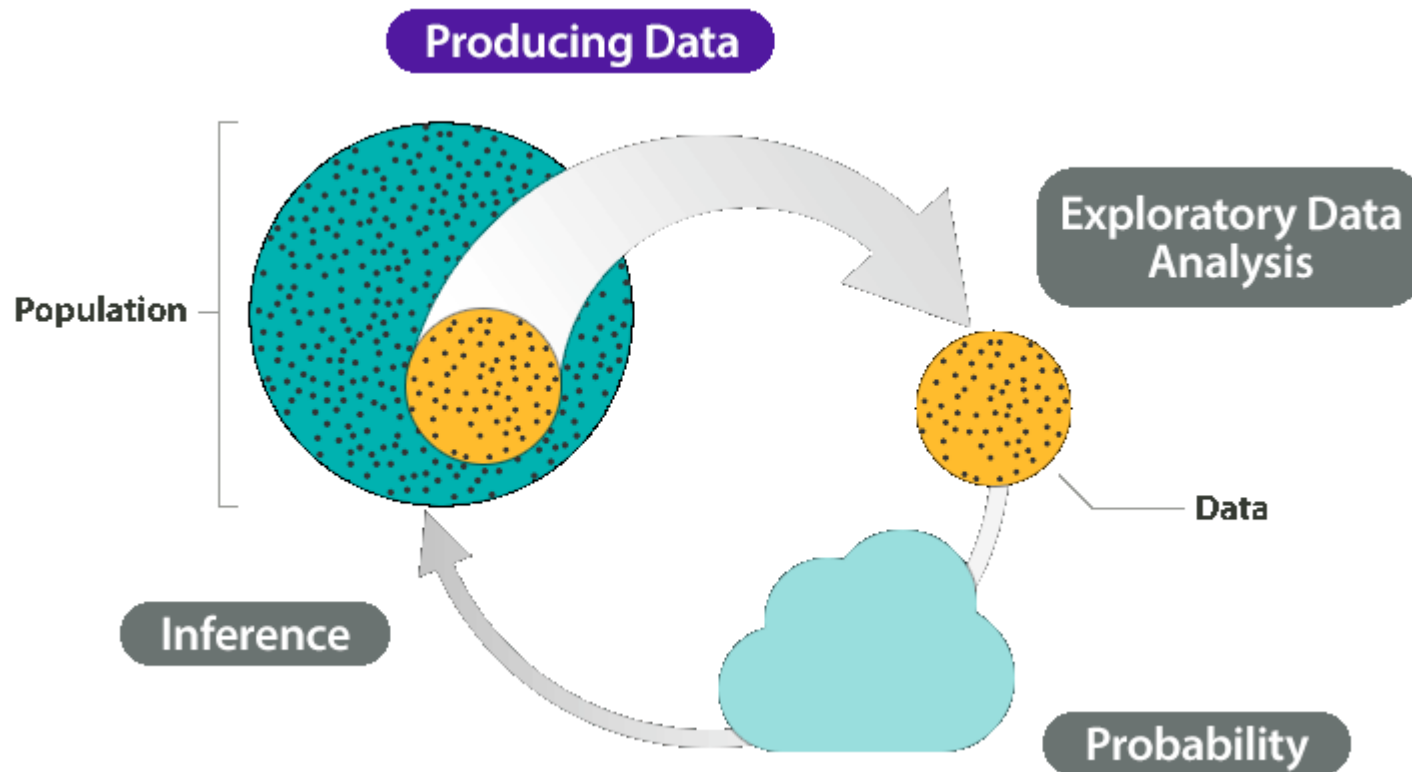 Producing Data
Exploratory Data
Analysis
Population
Data
Inference
Probability